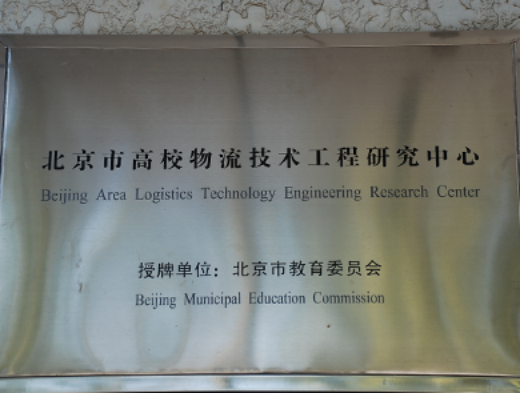 北京市高校物流技术工程研究中心
Beijing Area Logistics Technology Engineering Research Center
授牌单位：北京市教育委员会
Beijing Municipal Education Commission